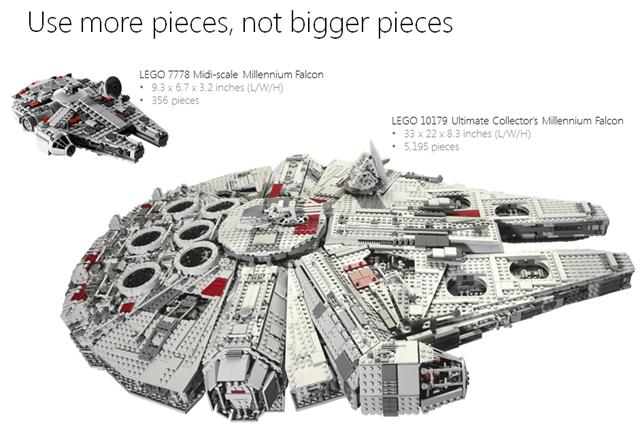 Use more pieces, not bigger pieces
LEGO 7778 Midi-scale Millennium Falcon
• 9.3 x 6.7 x 3.2 inches (L/W/H)
• 356 pieces
LEGO 10179 Ultimate Collector's Millennium Falcon
• 33 x 22 x 8.3 inches (L/W/H)
• 5,195 pieces